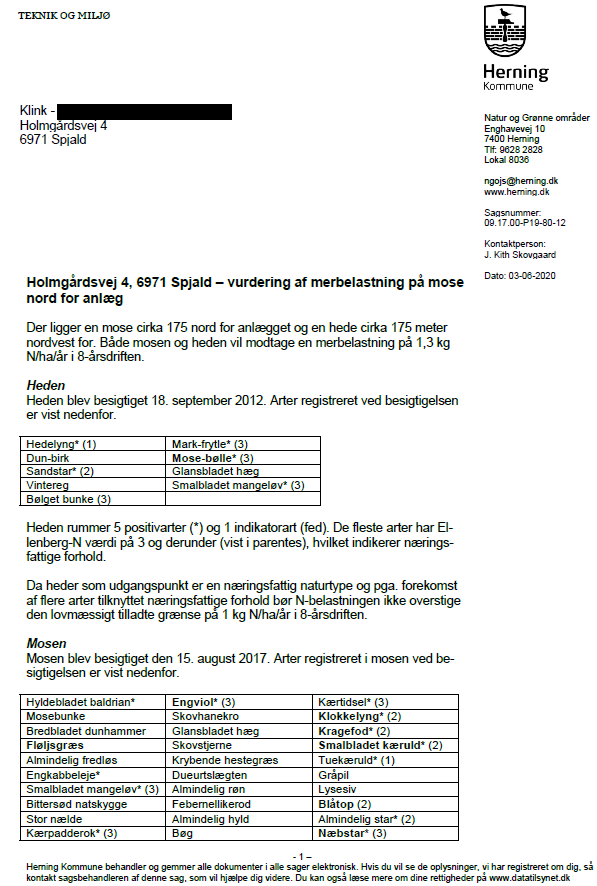 TEKNIK OG MILJØ
Herning
Kommune
Klink -
Holmgårdsvej 4
6971 Spjald
Natur og Grønne områder
Enghavevej 10
7400 Herning
Tlf: 9628 2828
Lokal 8036
ngojs@herning.dk
www.herning.dk
Sagsnummer:
09.17.00-P19-80-12
Kontaktperson:
J. Kith Skovgaard
Dato: 03-06-2020
Holmgårdsvej 4, 6971 Spjald – vurdering af merbelastning på mose
nord for anlæg
Der ligger en mose cirka 175 nord for anlægget og en hede cirka 175 meter
nordvest for. Både mosen og heden vil modtage en merbelastning på 1,3 kg
N/ha/år i 8-årsdriften.
Heden
Heden blev besigtiget 18. september 2012. Arter registreret ved besigtigelsen
er vist nedenfor.
Hedelyng* (1) Mark-frytle* (3)
Dun-birk Mose-bølle* (3)
Sandstar* (2) Glansbladet hæg
Vintereg Smalbladet mangeløv* (3)
Bølget bunke (3)
Heden rummer 5 positivarter (*) og 1 indikatorart (fed). De fleste arter har El-
lenberg-N værdi på 3 og derunder (vist i parentes), hvilket indikerer nærings-
fattige forhold.
Da heder som udgangspunkt er en næringsfattig naturtype og pga. forekomst
af flere arter tilknyttet næringsfattige forhold bør N-belastningen ikke overstige
den lovmæssigt tilladte grænse på 1 kg N/ha/år i 8-årsdriften.
Mosen
Mosen blev besigtiget den 15. august 2017. Arter registreret i mosen ved be-
sigtigelsen er vist nedenfor.
Hyldebladet baldrian* Engviol* (3) Kærtidsel* (3)
Mosebunke Skovhanekro Klokkelyng* (2)
Bredbladet dunhammer Glansbladet hæg Kragefod* (2)
Fløjlsgræs Skovstjerne Smalbladet kæruld* (2)
Almindelig fredløs Krybende hestegræs Tuekæruld* (1)
Engkabbeleje* Dueurtslægten Gråpil
Smalbladet mangeløv* (3) Almindelig røn Lysesiv
Bittersød natskygge Febernellikerod Blåtop (2)
Stor nælde Almindelig hyld Almindelig star* (2)
Kærpadderok* (3) Bøg Næbstar* (3)
- 1 –
Herning Kommune behandler og gemmer alle dokumenter i alle sager elektronisk. Hvis du vil se de oplysninger, vi har registreret om dig, så
kontakt sagsbehandleren af denne sag, som vil hjælpe dig videre. Du kan også læse mere om dine rettigheder på www.datatilsynet.dk